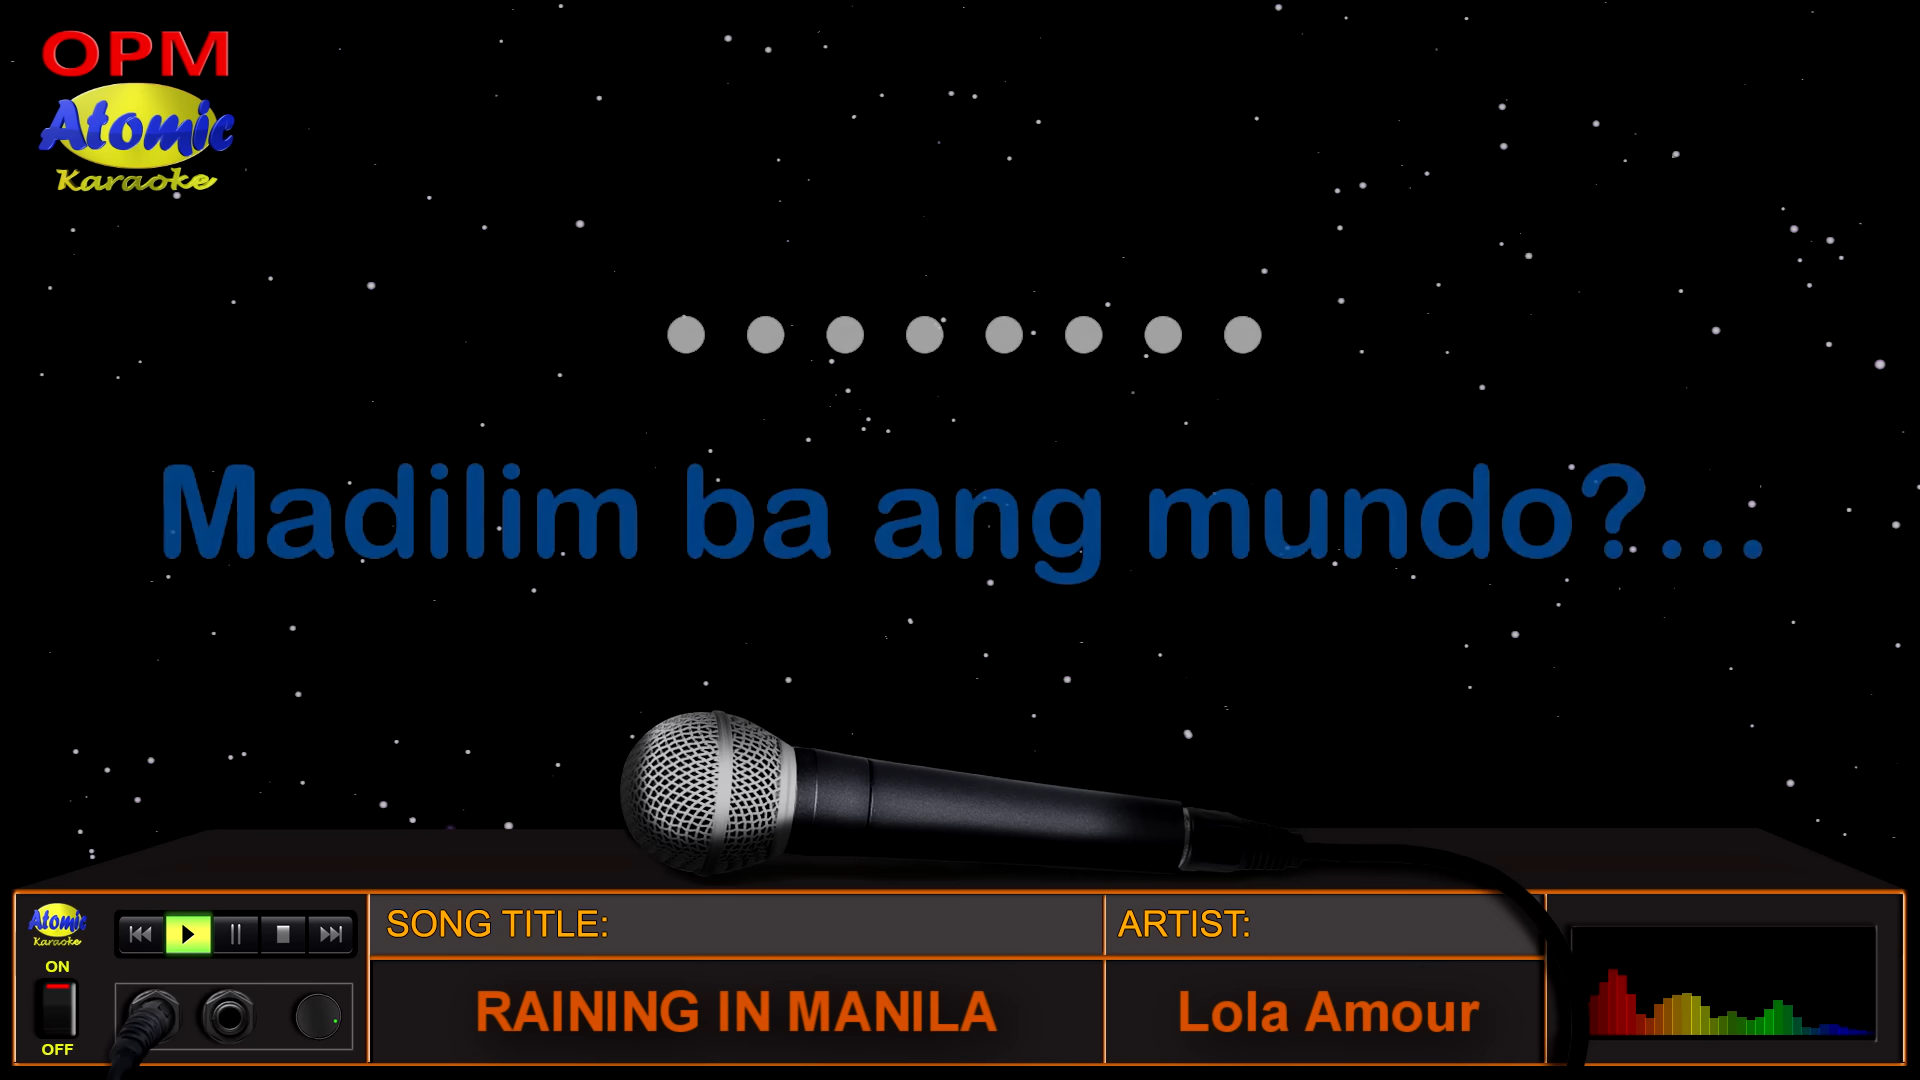 OPM
Atomic
Karaoke
Madilim ba ang mundo?...
Atomic
Karaoke
ON
OFF
SONG TITLE:
RAINING IN MANILA
ARTIST:
Lola Amour